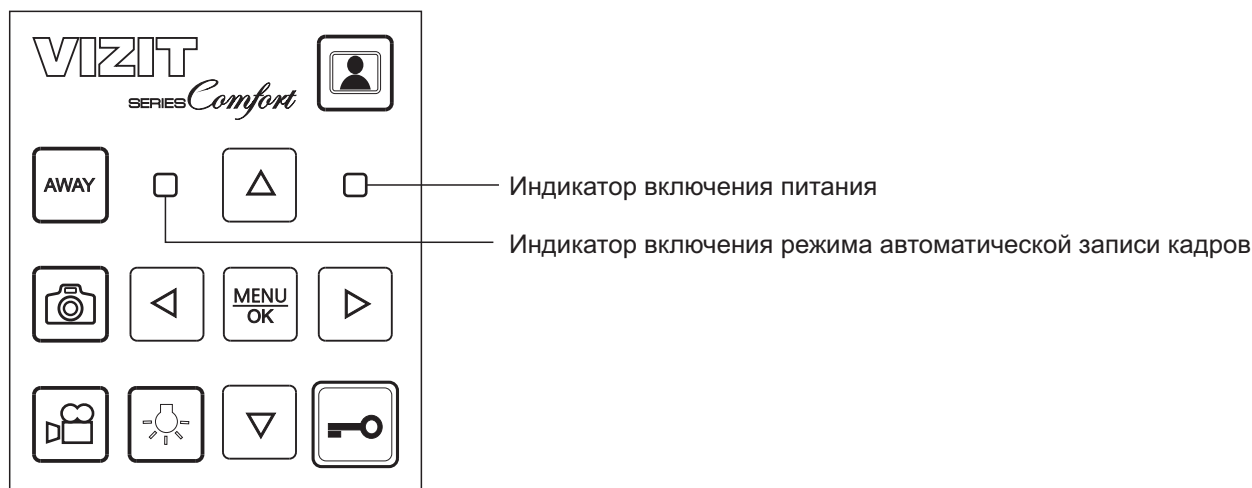 VIZIT
SERIES Comfort
AWAY
Индикатор включения питания
Индикатор включения режима автоматической записи кадров
MENU
OK